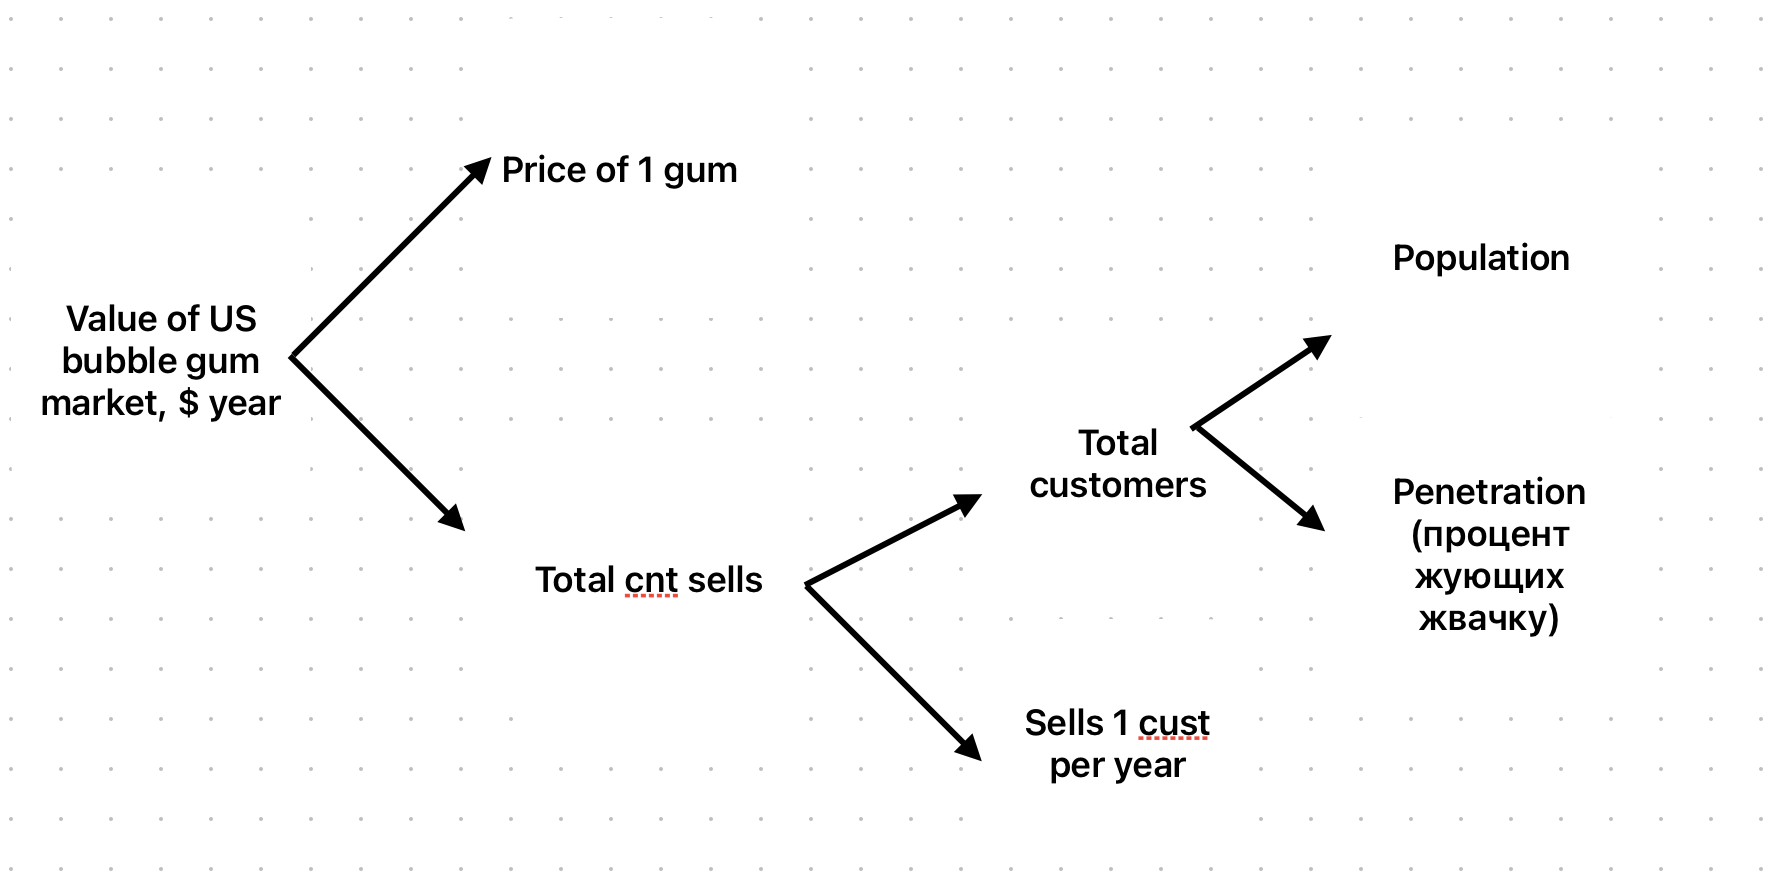 Price of 1 gum
Value of US
bubble gum
market, $ year
Population
Total
customers
Penetration
(процент
жующих
жвачку)
Total cnt sells
Sells 1 cust
per year